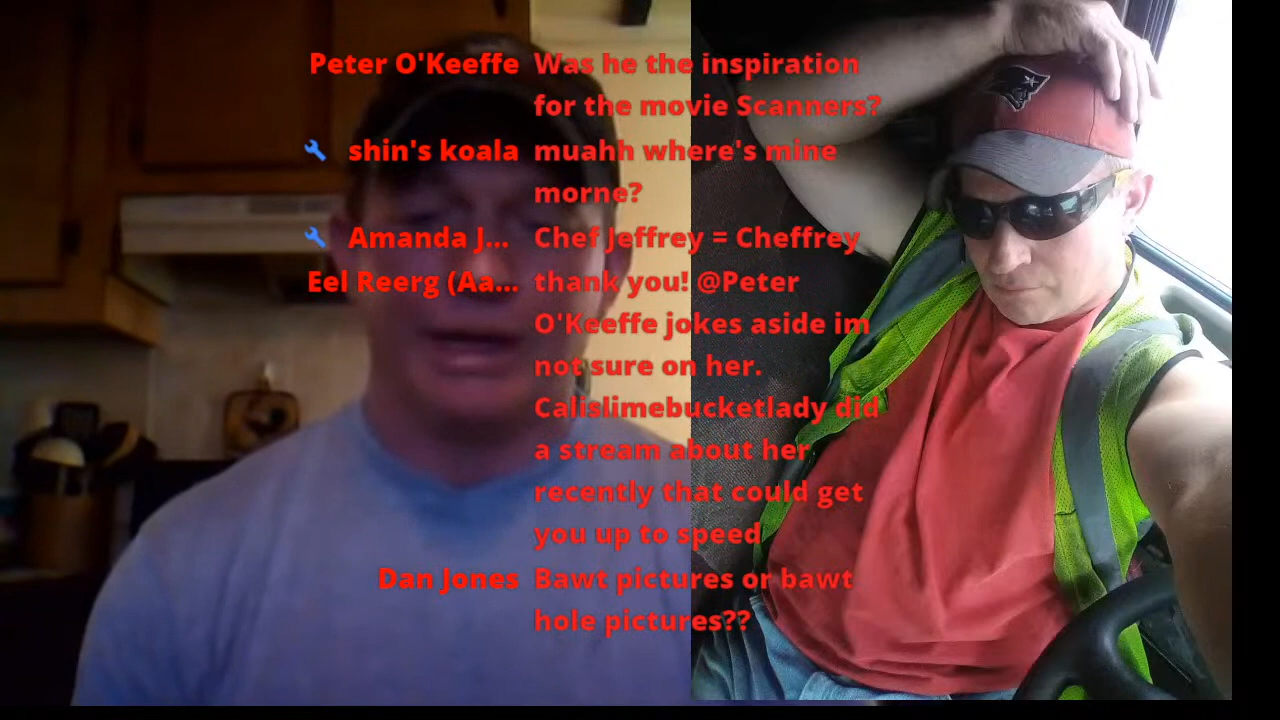 Peter O'Keeffe Was he the inspiration
for the movie Scanners?
shin's koala muahh where's mine
morne?
Amanda J... Chef Jeffrey = Cheffrey
Eel Reerg (Aa... thank you! @Peter
O'Keeffe jokes aside im
not sure on her.
Calislimebucketlady did
a stream about her
recently that could get
you up to speed
Dan Jones Bawt pictures or bawt
hole pictures??